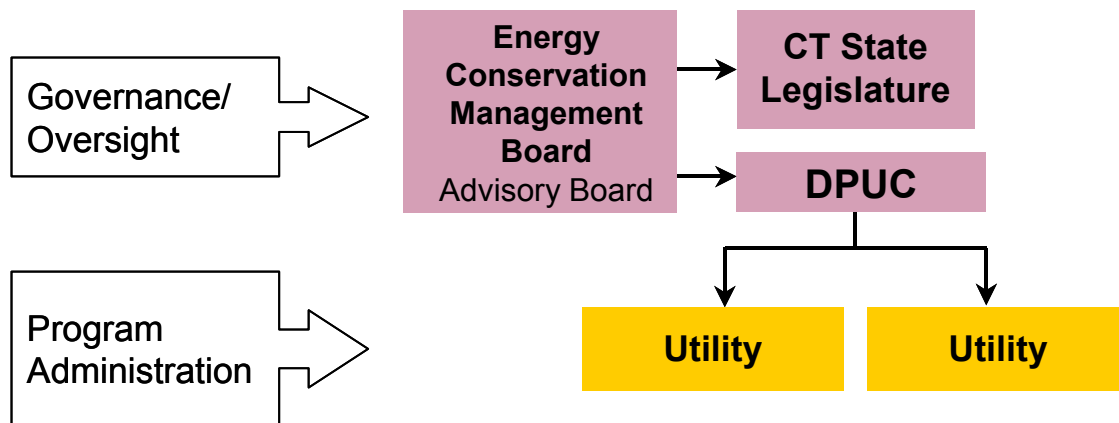 Governance/
Oversight
Energy
Conservation
Management
Board
Advisory Board
CT State
Legislature
DPUC
Program
Administration
Utility
Utility